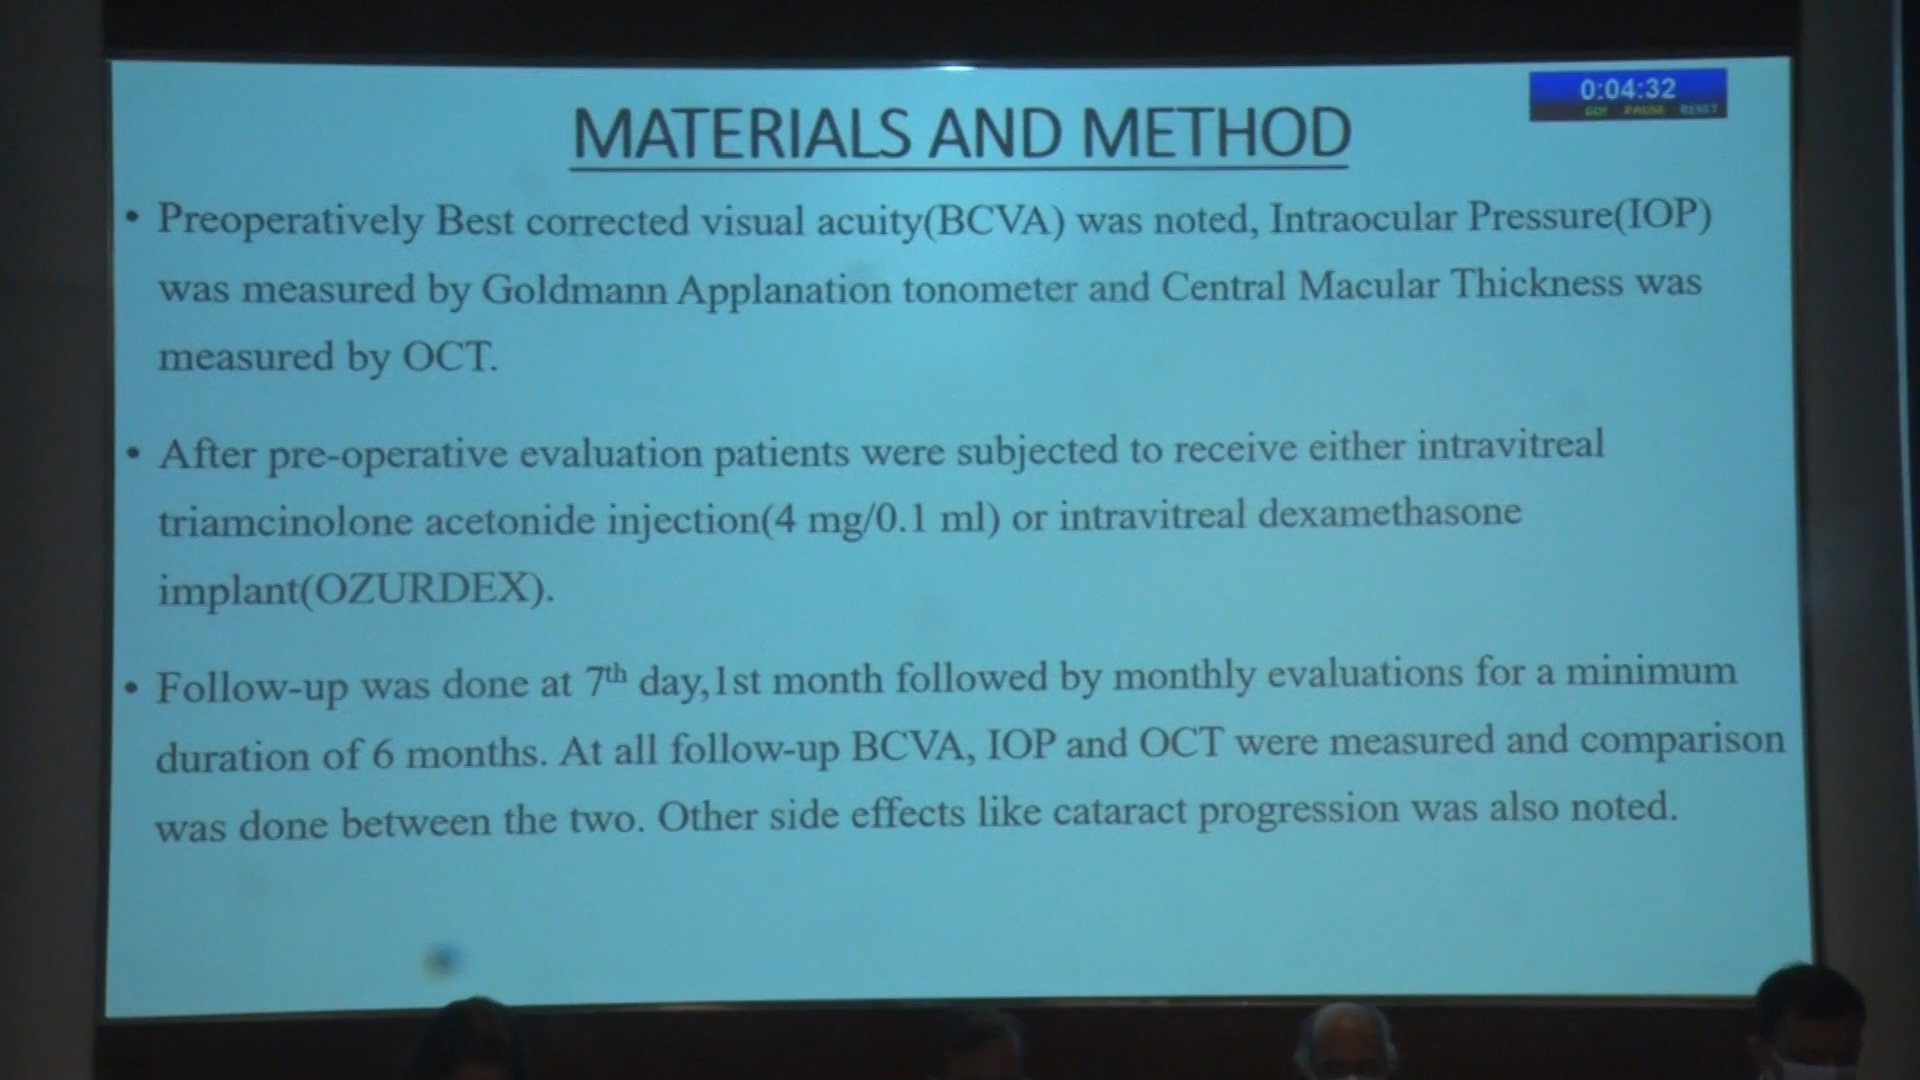 0:04:32
GO! PAUSE RESET
MATERIALS AND METHOD
• Preoperatively Best corrected visual acuity(BCVA) was noted, Intraocular Pressure(IOP)
was measured by Goldmann Applanation tonometer and Central Macular Thickness was
measured by OCT.
• After pre-operative evaluation patients were subjected to receive either intravitreal
triamcinolone acetonide injection(4 mg/0.1 ml) or intravitreal dexamethasone
implant(OZURDEX).
• Follow-up was done at 7th day,1st month followed by monthly evaluations for a minimum
duration of 6 months. At all follow-up BCVA, IOP and OCT were measured and comparison
was done between the two. Other side effects like cataract progression was also noted.